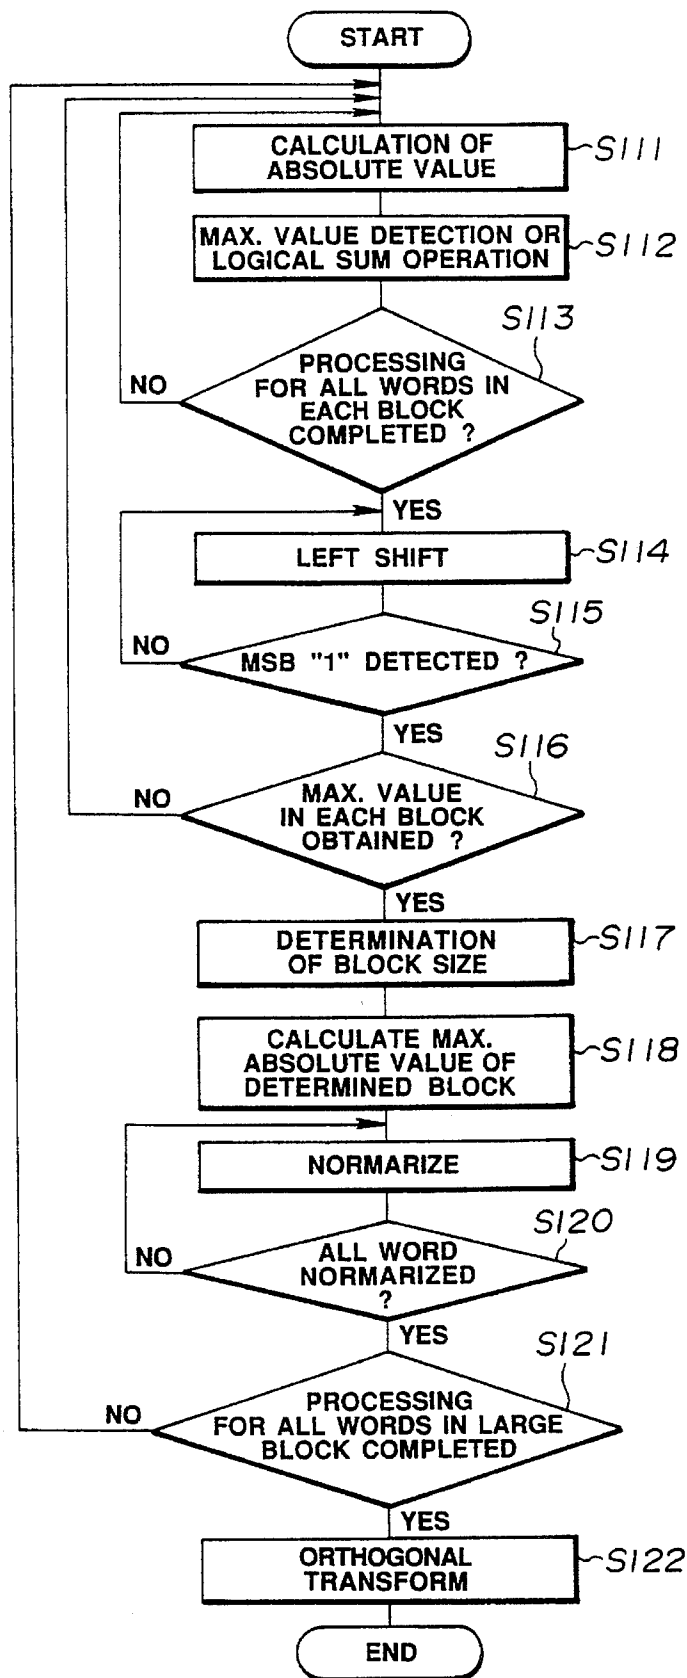 START
CALCULATION OF
ABSOLUTE VALUE
S111
MAX. VALUE DETECTION OR
LOGICAL SUM OPERATION
S112
S113
PROCESSING
FOR ALL WORDS IN
EACH BLOCK
COMPLETED ?
NO
YES
LEFT SHIFT
S114
S115
NO
MSB "1" DETECTED ?
YES
S116
NO
MAX. VALUE
IN EACH BLOCK
OBTAINED ?
YES
DETERMINATION
OF BLOCK SIZE
S117
CALCULATE MAX.
ABSOLUTE VALUE OF
DETERMINED BLOCK
S118
NORMARIZE
S119
S120
NO
ALL WORD
NORMARIZED
?
YES
S121
NO
PROCESSING
FOR ALL WORDS IN LARGE
BLOCK COMPLETED
YES
ORTHOGONAL
TRANSFORM
S122
END